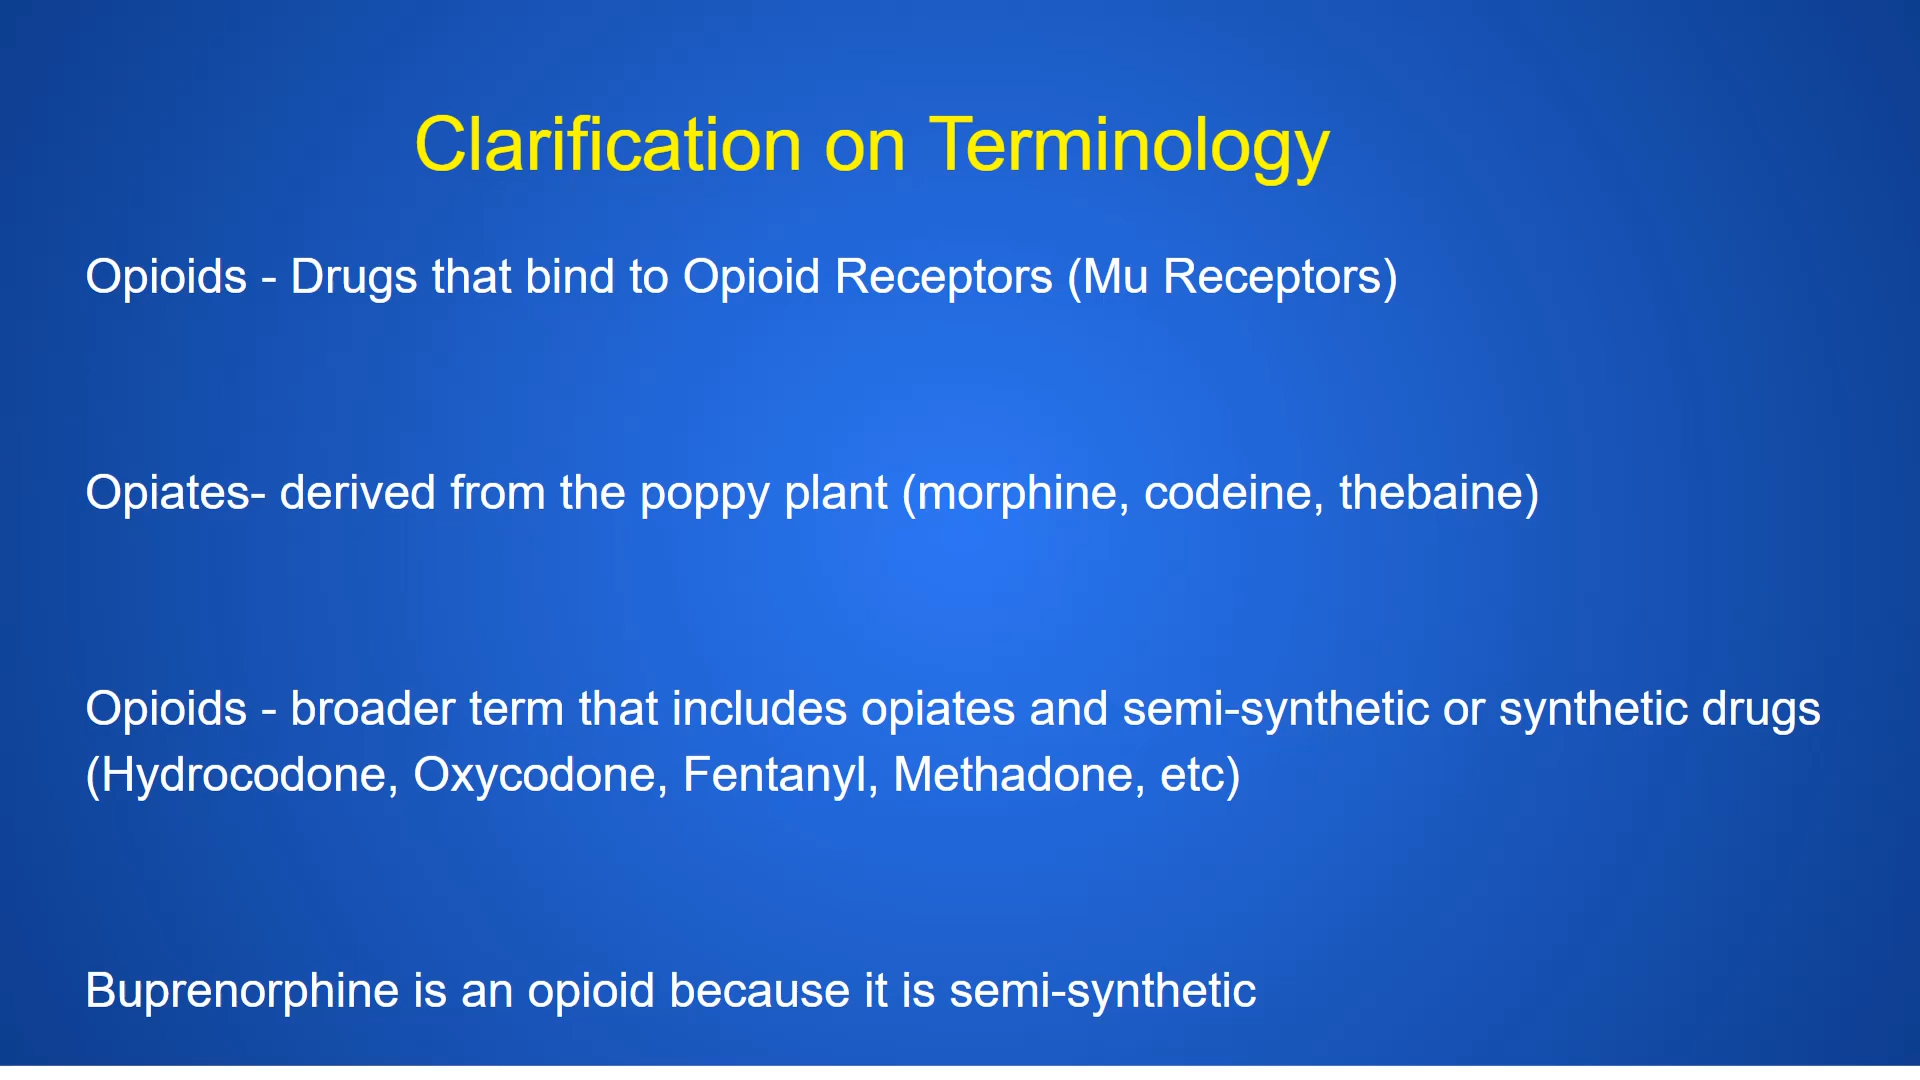 Clarification on Terminology
Opioids - Drugs that bind to Opioid Receptors (Mu Receptors)
Opiates- derived from the poppy plant (morphine, codeine, thebaine)
Opioids - broader term that includes opiates and semi-synthetic or synthetic drugs
(Hydrocodone, Oxycodone, Fentanyl, Methadone, etc)
Buprenorphine is an opioid because it is semi-synthetic